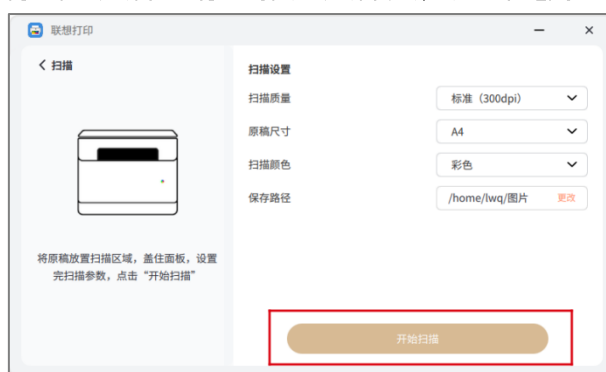 联想打印
扫描
扫描设置
扫描质量
标准（300dpi）
原稿尺寸
A4
扫描颜色
彩色
保存路径
/home/lwq/图片
更改
将原稿放置扫描区域，盖住面板，设置
完扫描参数，点击“开始扫描”
开始扫描